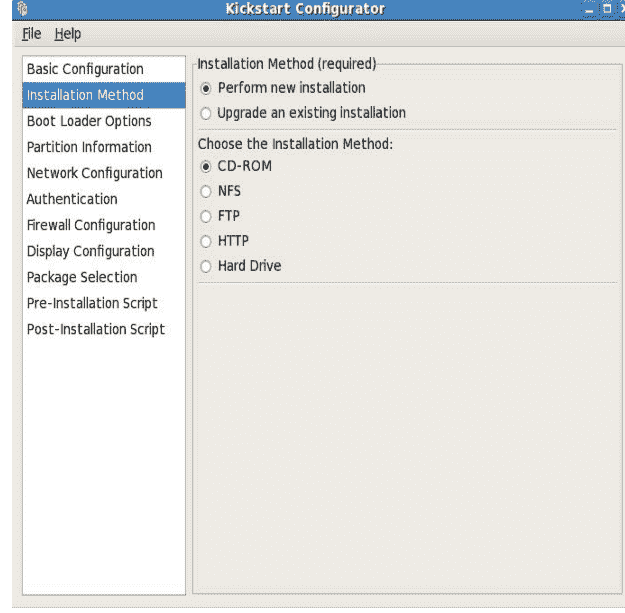 Kickstart Configurator
File Help
Basic Configuration
Installation Method
Boot Loader Options
Partition Information
Network Configuration
Authentication
Firewall Configuration
Display Configuration
Package Selection
Pre-Installation Script
Post-Installation Script
Installation Method (required)
Perform new installation
Upgrade an existing installation
Choose the Installation Method:
CD-ROM
NFS
FTP
HTTP
Hard Drive